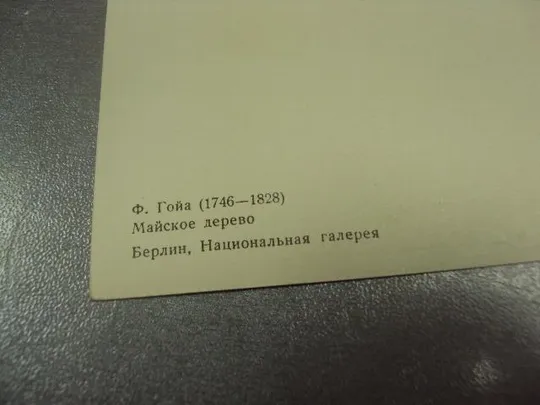 Ф. Гойа (1746—1828)
Майское дерево
Берлин, Национальная галерея